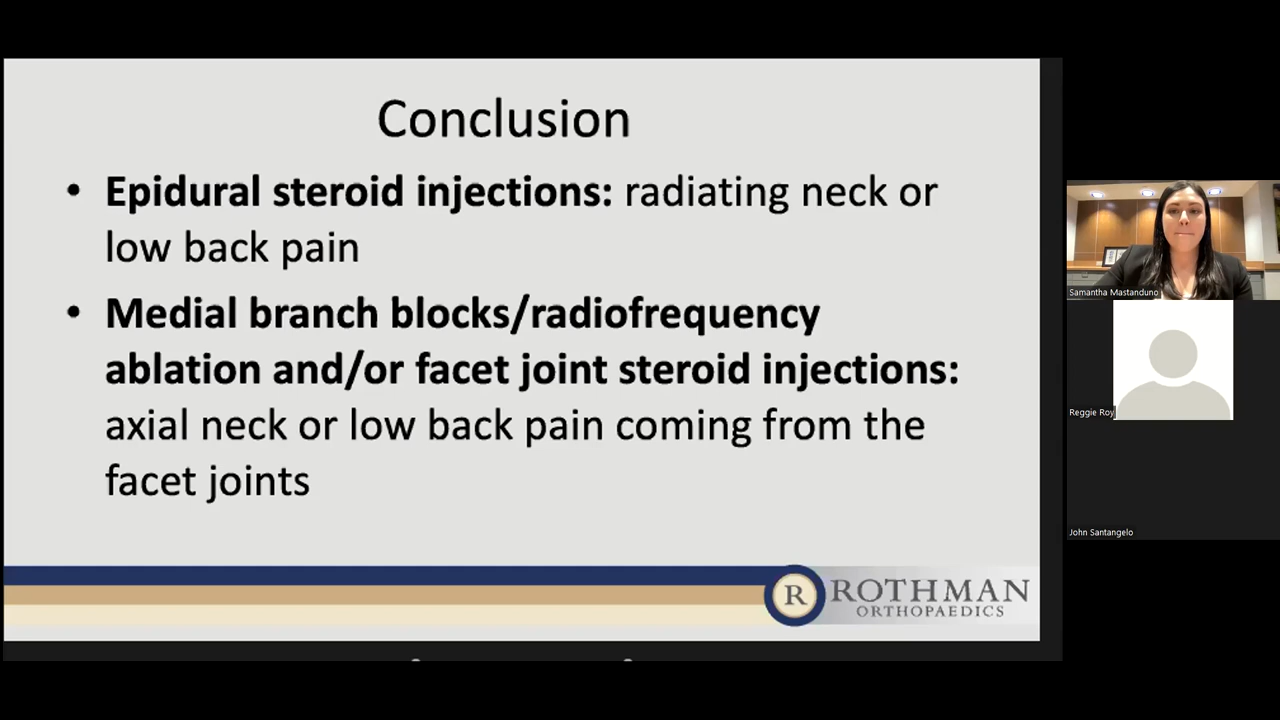 Conclusion
• Epidural steroid injections: radiating neck or
low back pain
• Medial branch blocks/radiofrequency
ablation and/or facet joint steroid injections:
axial neck or low back pain coming from the
facet joints
R ROTHMAN
ORTHOPAEDICS
Samantha Mastanduno
Reggie Roy
John Santangelo